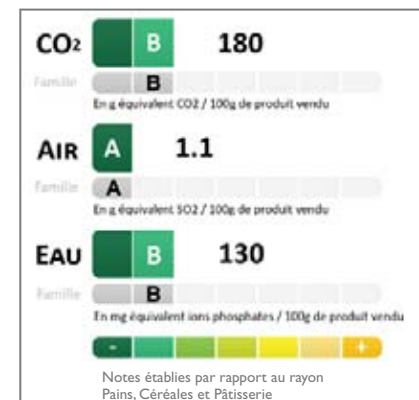 CO2 B 180
Famille B
En g équivalent CO2 / 100g de produit vendu
AIR A 1.1
Famille A
En g équivalent SO2 / 100g de produit vendu
EAU B 130
Famille B
En mg équivalent ions phosphates / 100g de produit vendu
- +
Notes établies par rapport au rayon
Pains, Céréales et Pâtisserie